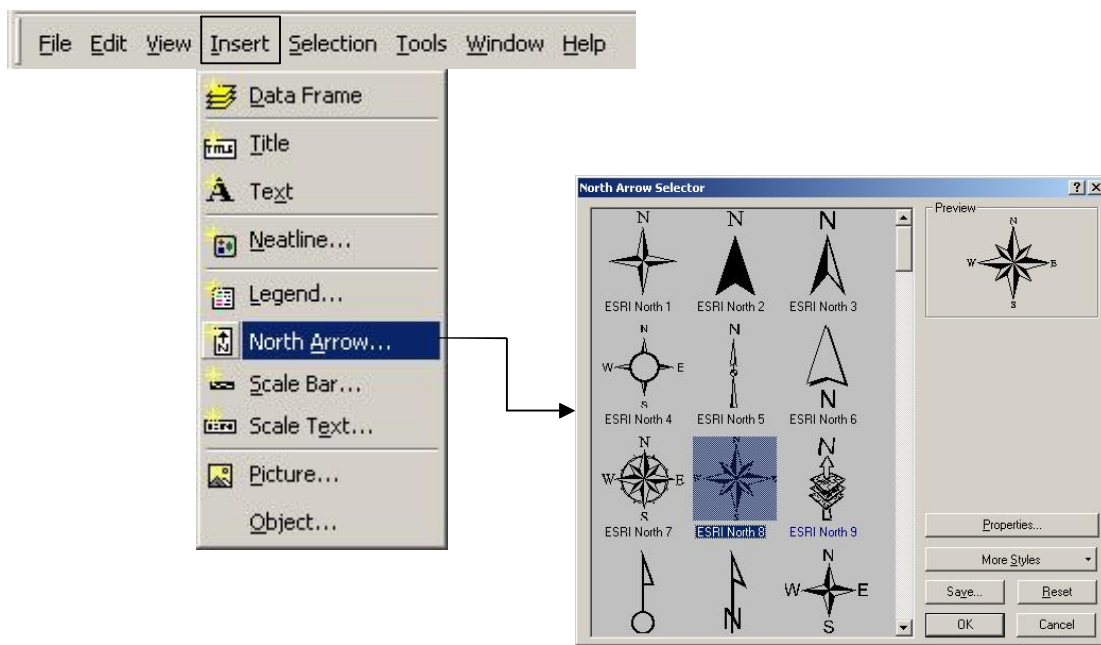 File Edit View Insert Selection Tools Window Help
Data Frame
Title
Text
Neatline...
Legend...
North Arrow...
Scale Bar...
Scale Text...
Picture...
Object...
North Arrow Selector
N N N
ESRI North 1 ESRI North 2 ESRI North 3
N N
W E
S N
ESRI North 4 ESRI North 5 ESRI North 6
N N N
W E W
S S
ESRI North 7 ESRI North 8 ESRI North 9
N
W E
N S
Preview
N
W E
S
Properties...
More Styles
Save... Reset
OK Cancel